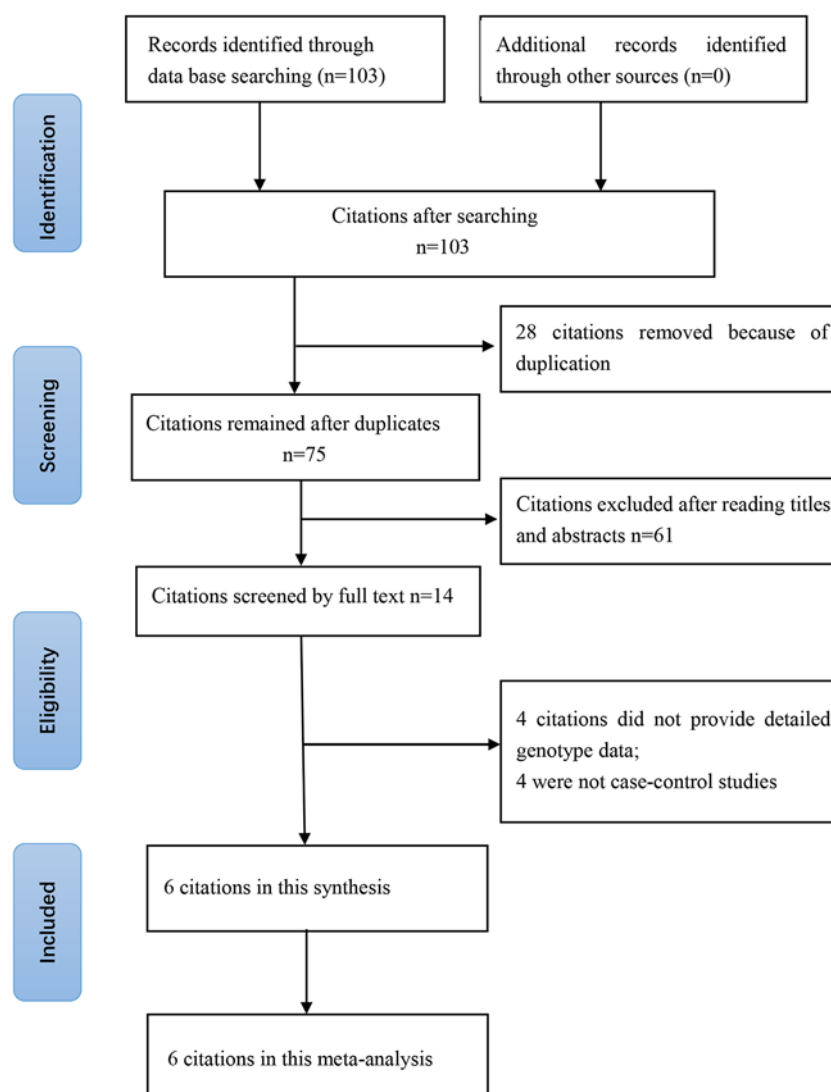 Records identified through
data base searching (n=103)
Additional records identified
through other sources (n=0)
Identification
Citations after searching
n=103
28 citations removed because of
duplication
Screening
Citations remained after duplicates
n=75
Citations excluded after reading titles
and abstracts n=61
Citations screened by full text n=14
Eligibility
4 citations did not provide detailed
genotype data;
4 were not case-control studies
Included
6 citations in this synthesis
6 citations in this meta-analysis